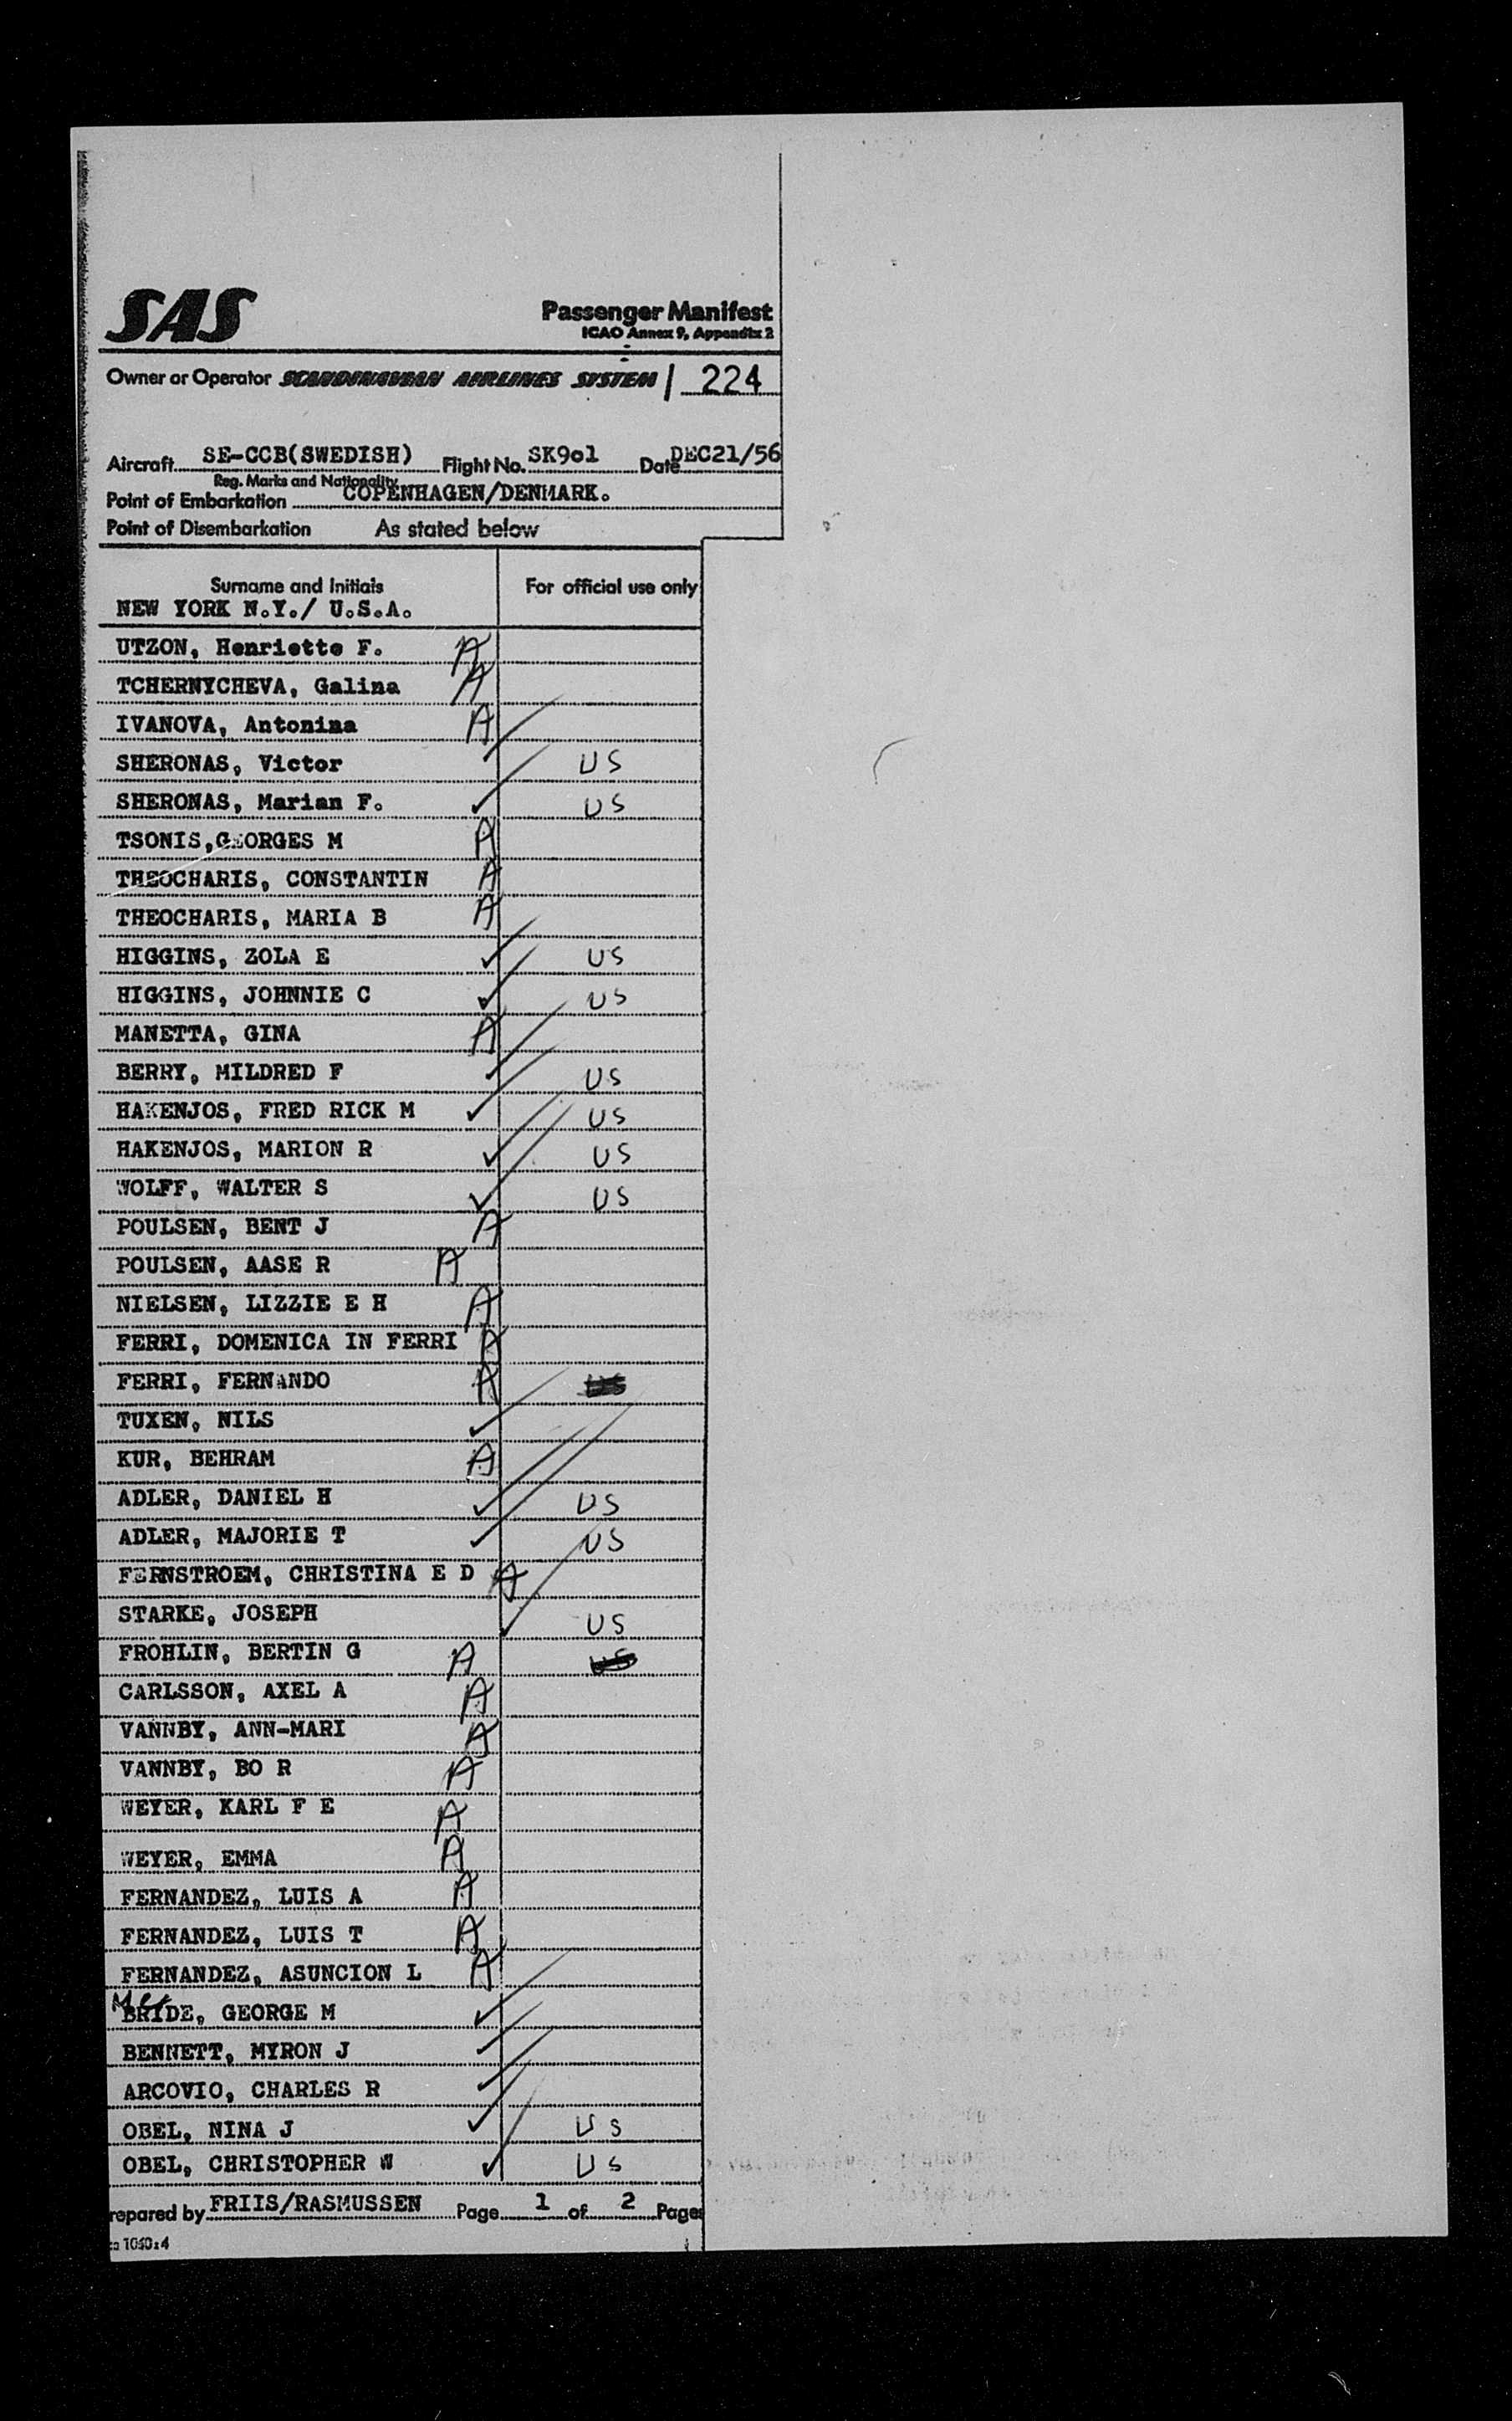 SAS
Passenger Manifest
ICAO Annex 9, Appendix 2
Owner or Operator SCANDINAVIAN AIRLINES SYSTEM / 224
Aircraft SE-CCB(SWEDISH) Flight No. SK9o1 Date DEC21/56
Reg. Marks and Nationality
Point of Embarkation COPENHAGEN/DENMARK.
Point of Disembarkation As stated below
Surname and Initials For official use only
NEW YORK N.Y./ U.S.A.
UTZON, Henriette F. A
TCHERNYCHEVA, Galina A
IVANOVA, Antonina A
SHERONAS, Victor ✓ US
SHERONAS, Marian F. ✓ US
TSONIS,GEORGES M A
THEOCHARIS, CONSTANTIN A
THEOCHARIS, MARIA B A
HIGGINS, ZOLA E ✓ US
HIGGINS, JOHNNIE C ✓ US
MANETTA, GINA A
BERRY, MILDRED F ✓ US
HAKENJOS, FRED RICK M ✓ US
HAKENJOS, MARION R ✓ US
WOLFF, WALTER S ✓ US
POULSEN, BENT J A
POULSEN, AASE R A
NIELSEN, LIZZIE E H A
FERRI, DOMENICA IN FERRI A
FERRI, FERNANDO A
TUXEN, NILS ✓
KUR, BEHRAM A
ADLER, DANIEL H ✓ US
ADLER, MAJORIE T ✓ US
FERNSTROEM, CHRISTINA E D A
STARKE, JOSEPH ✓ US
FROHLIN, BERTIN G A
CARLSSON, AXEL A A
VANNBY, ANN-MARI A
VANNBY, BO R A
WEYER, KARL F E A
WEYER, EMMA A
FERNANDEZ, LUIS A A
FERNANDEZ, LUIS T A
FERNANDEZ, ASUNCION L A
BRIDE, GEORGE M ✓
BENNETT, MYRON J ✓
ARCOVIO, CHARLES R ✓
OBEL, NINA J ✓ US
OBEL, CHRISTOPHER W ✓ US
repared by FRIIS/RASMUSSEN Page 1 of 2 Pages